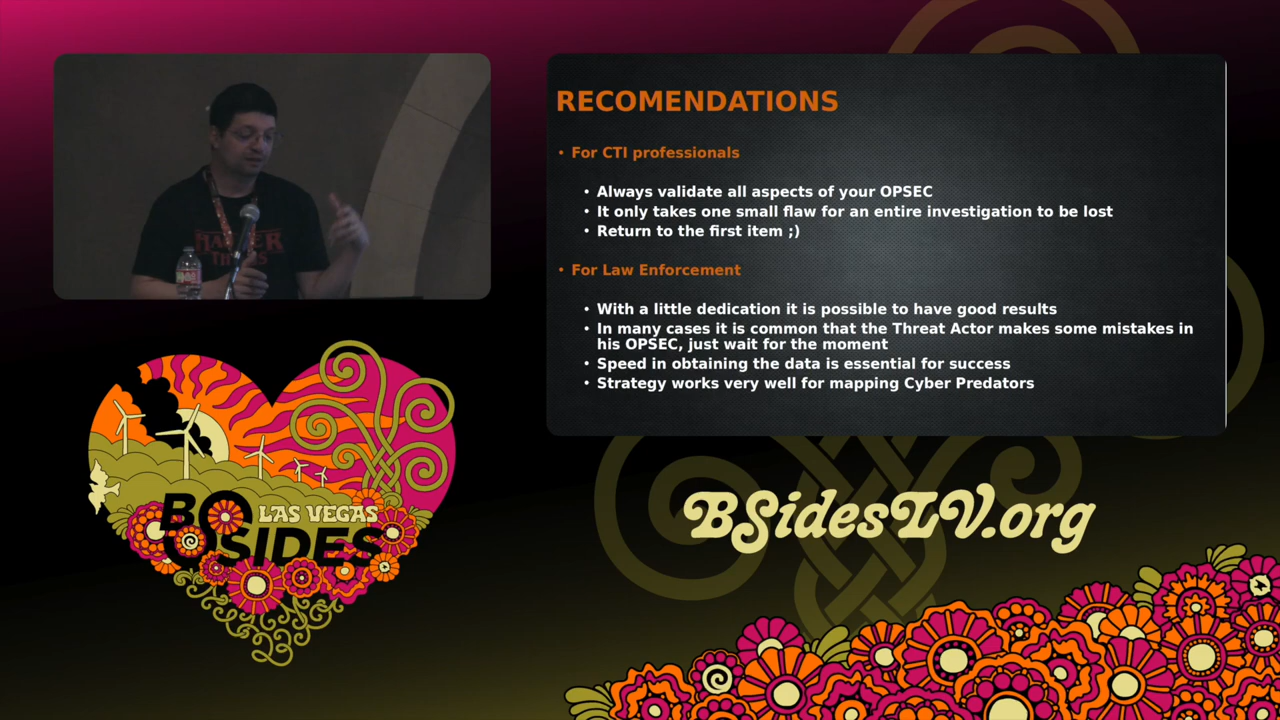 RECOMENDATIONS
• For CTI professionals
• Always validate all aspects of your OPSEC
• It only takes one small flaw for an entire investigation to be lost
• Return to the first item ;)
• For Law Enforcement
• With a little dedication it is possible to have good results
• In many cases it is common that the Threat Actor makes some mistakes in
his OPSEC, just wait for the moment
• Speed in obtaining the data is essential for success
• Strategy works very well for mapping Cyber Predators
LAS VEGAS
BSidesLV.org